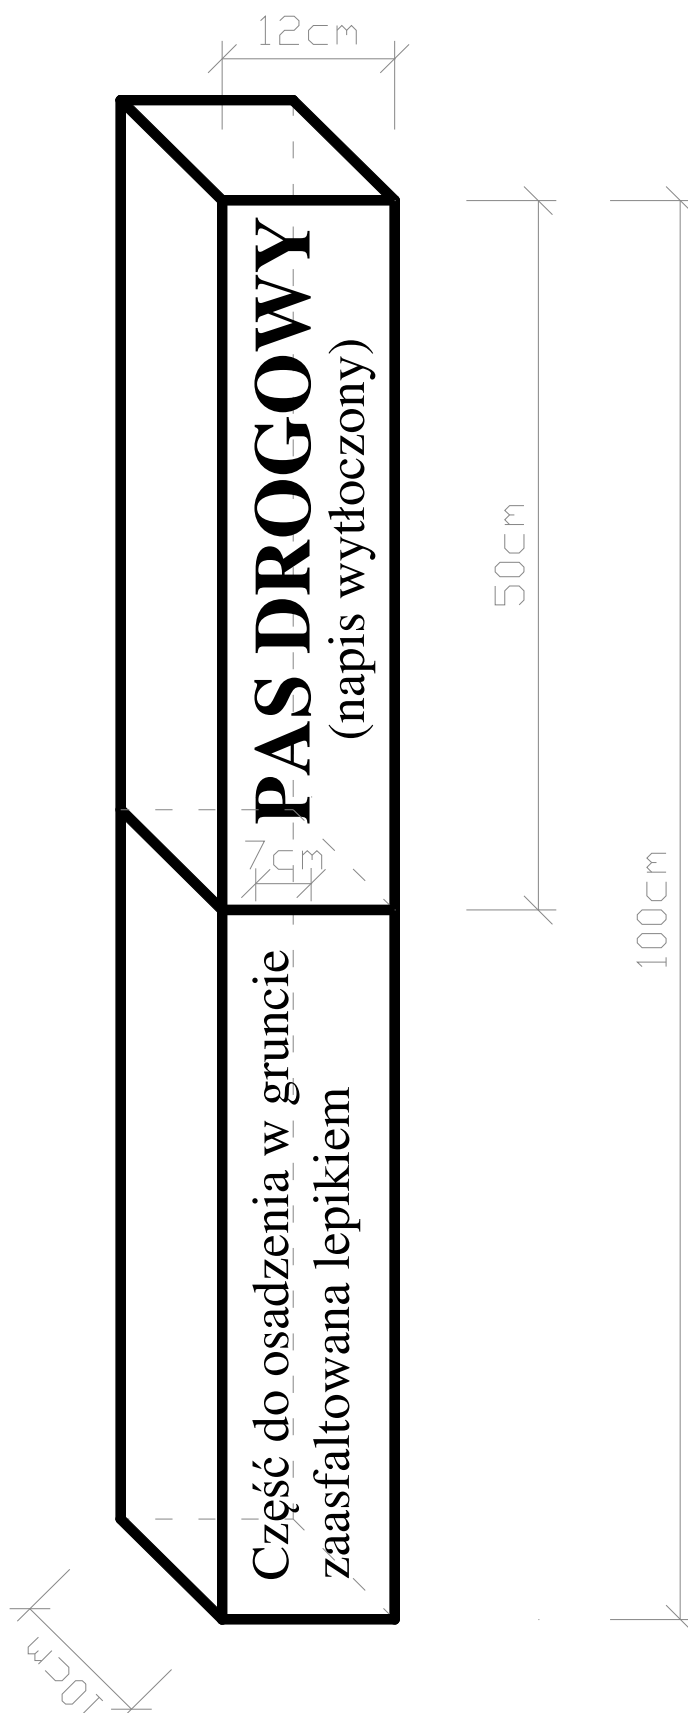 12cm
PAS DROGOWY
(napis wytłoczony)
50cm
7cm
100cm
Część do osadzenia w gruncie
zaasfaltowana lepikiem
10cm